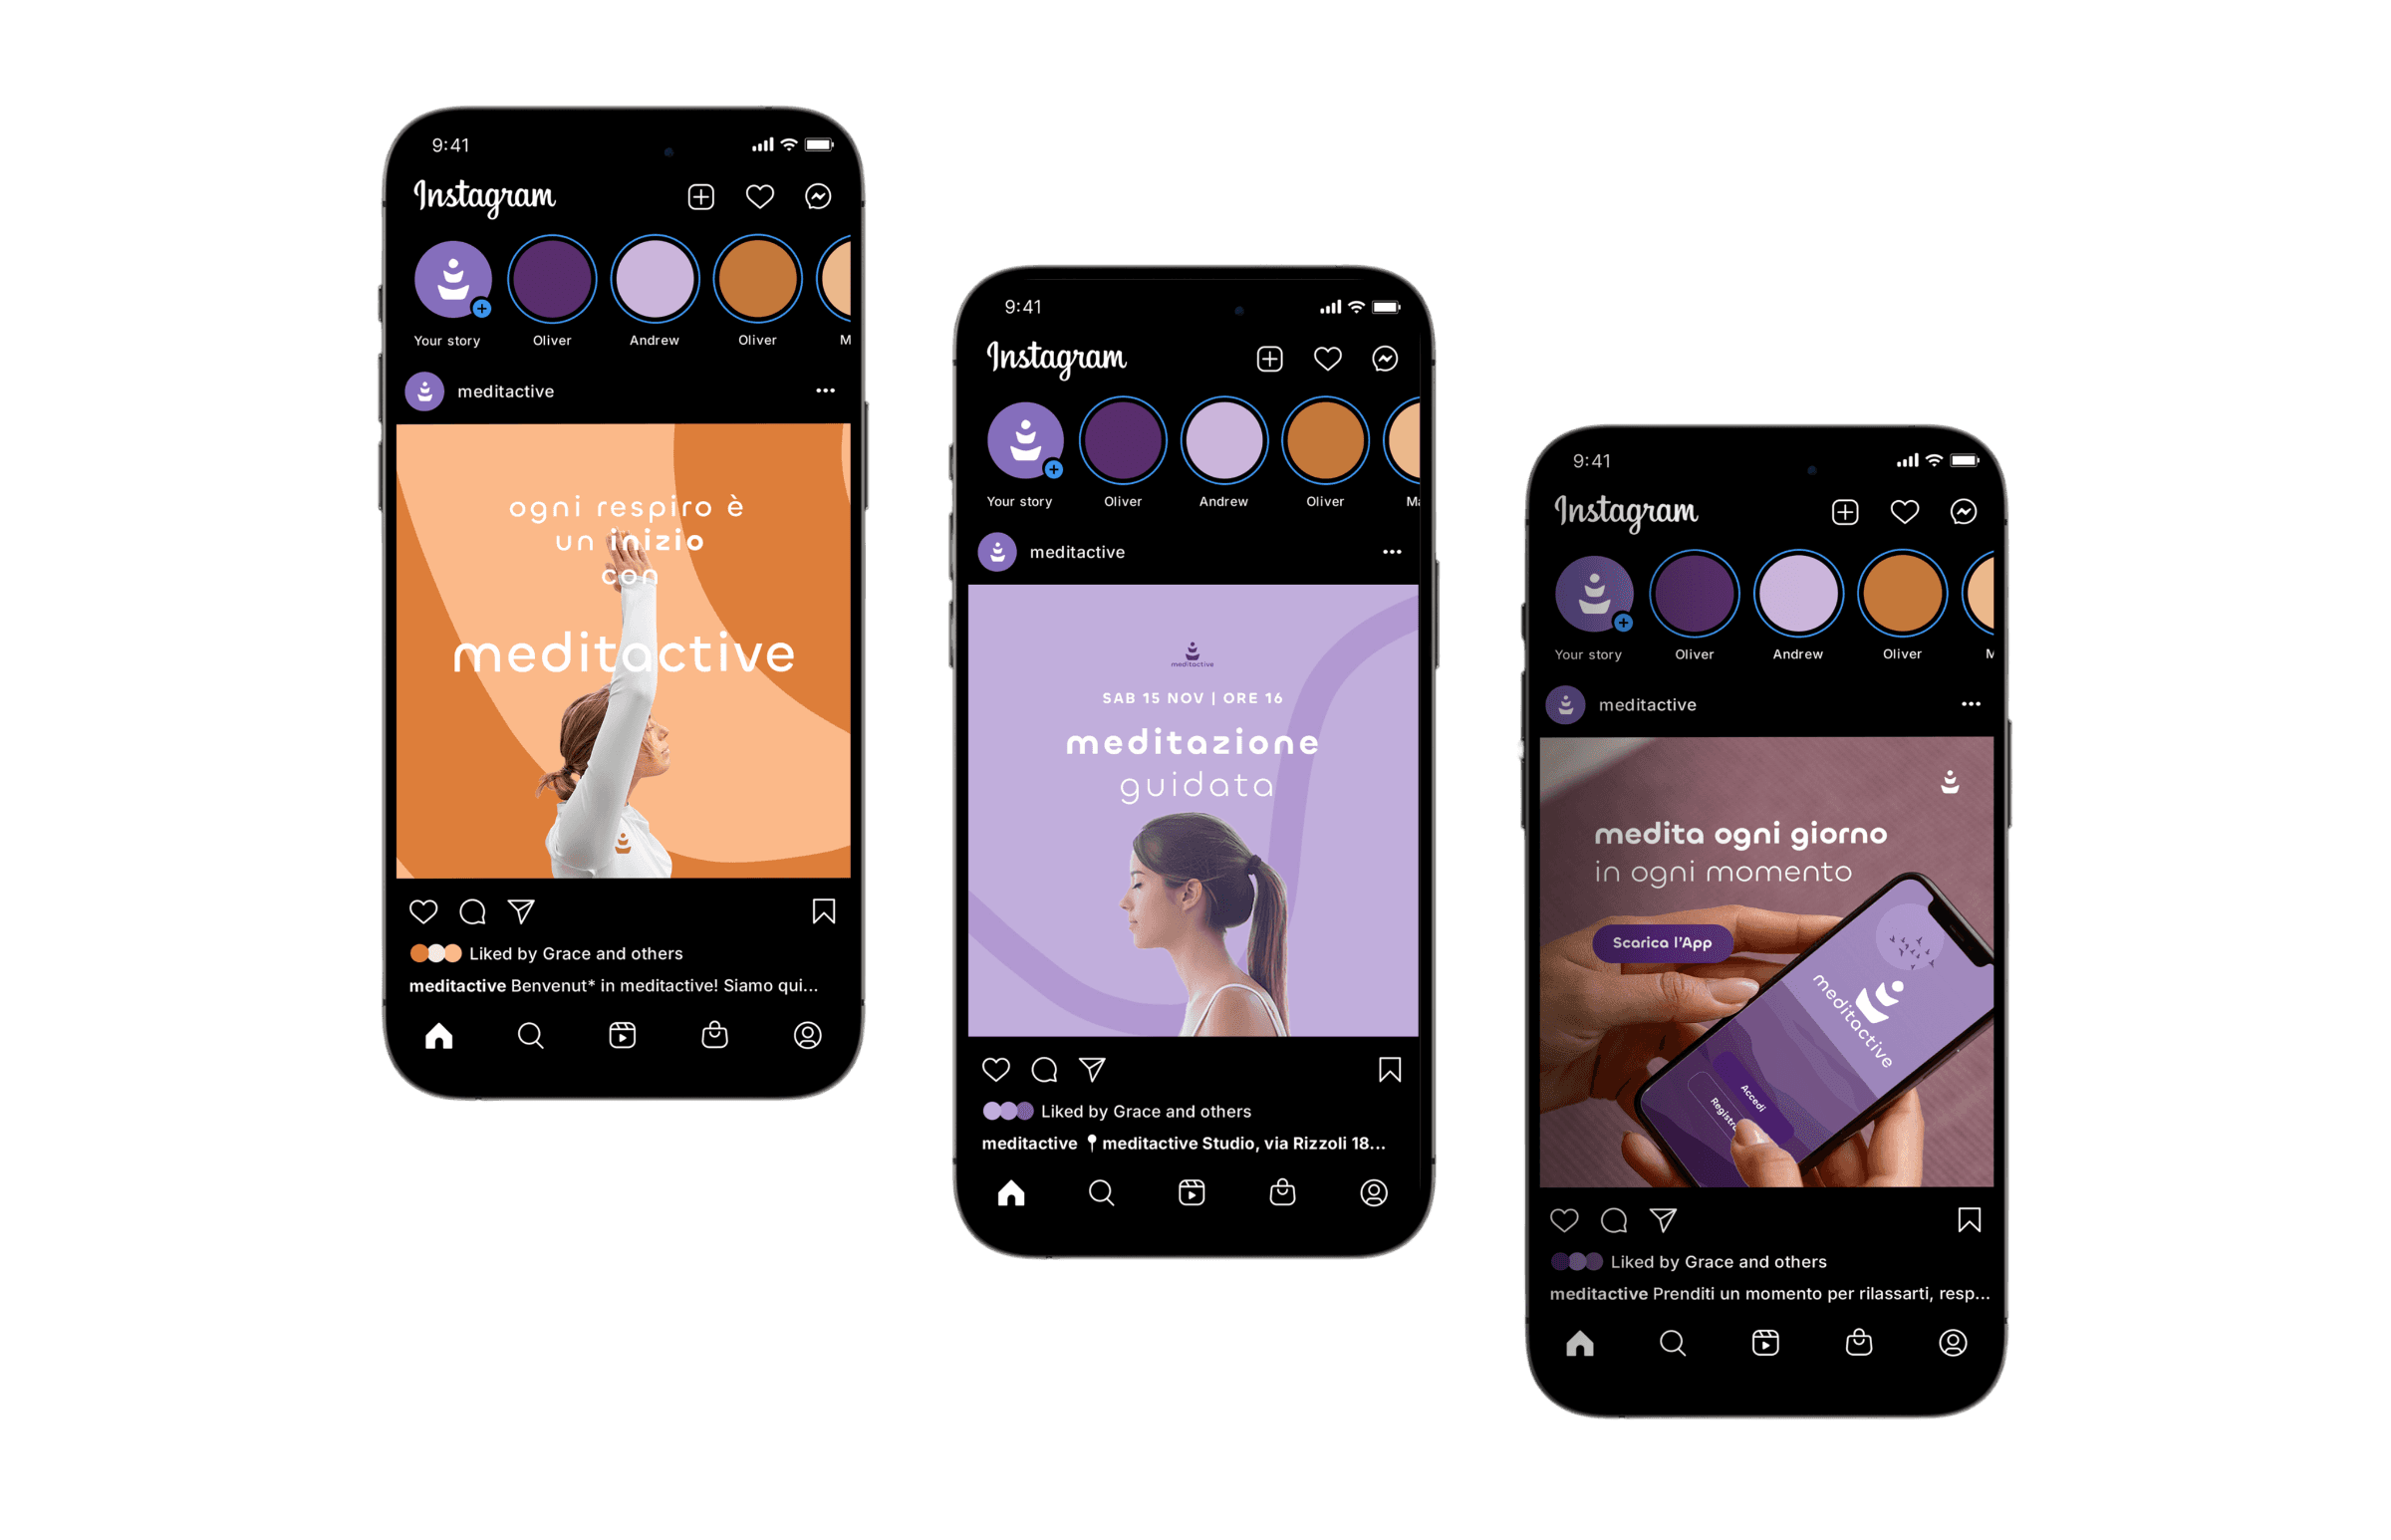 9:41
Instagram
Your story
Oliver
Andrew
Oliver
M
meditactive
ogni respiro è
un inizio
con
meditactive
Liked by Grace and others
meditactive Benvenut* in meditactive! Siamo qui...
9:41
Instagram
Your story
Oliver
Andrew
Oliver
Ma
meditactive
meditactive
SAB 15 NOV | ORE 16
meditazione
guidata
Liked by Grace and others
meditactive meditactive Studio, via Rizzoli 18...
9:41
Instagram
Your story
Oliver
Andrew
Oliver
M
meditactive
medita ogni giorno
in ogni momento
Scarica l'App
meditactive
Accedi
Liked by Grace and others
meditactive Prenditi un momento per rilassarti, resp...